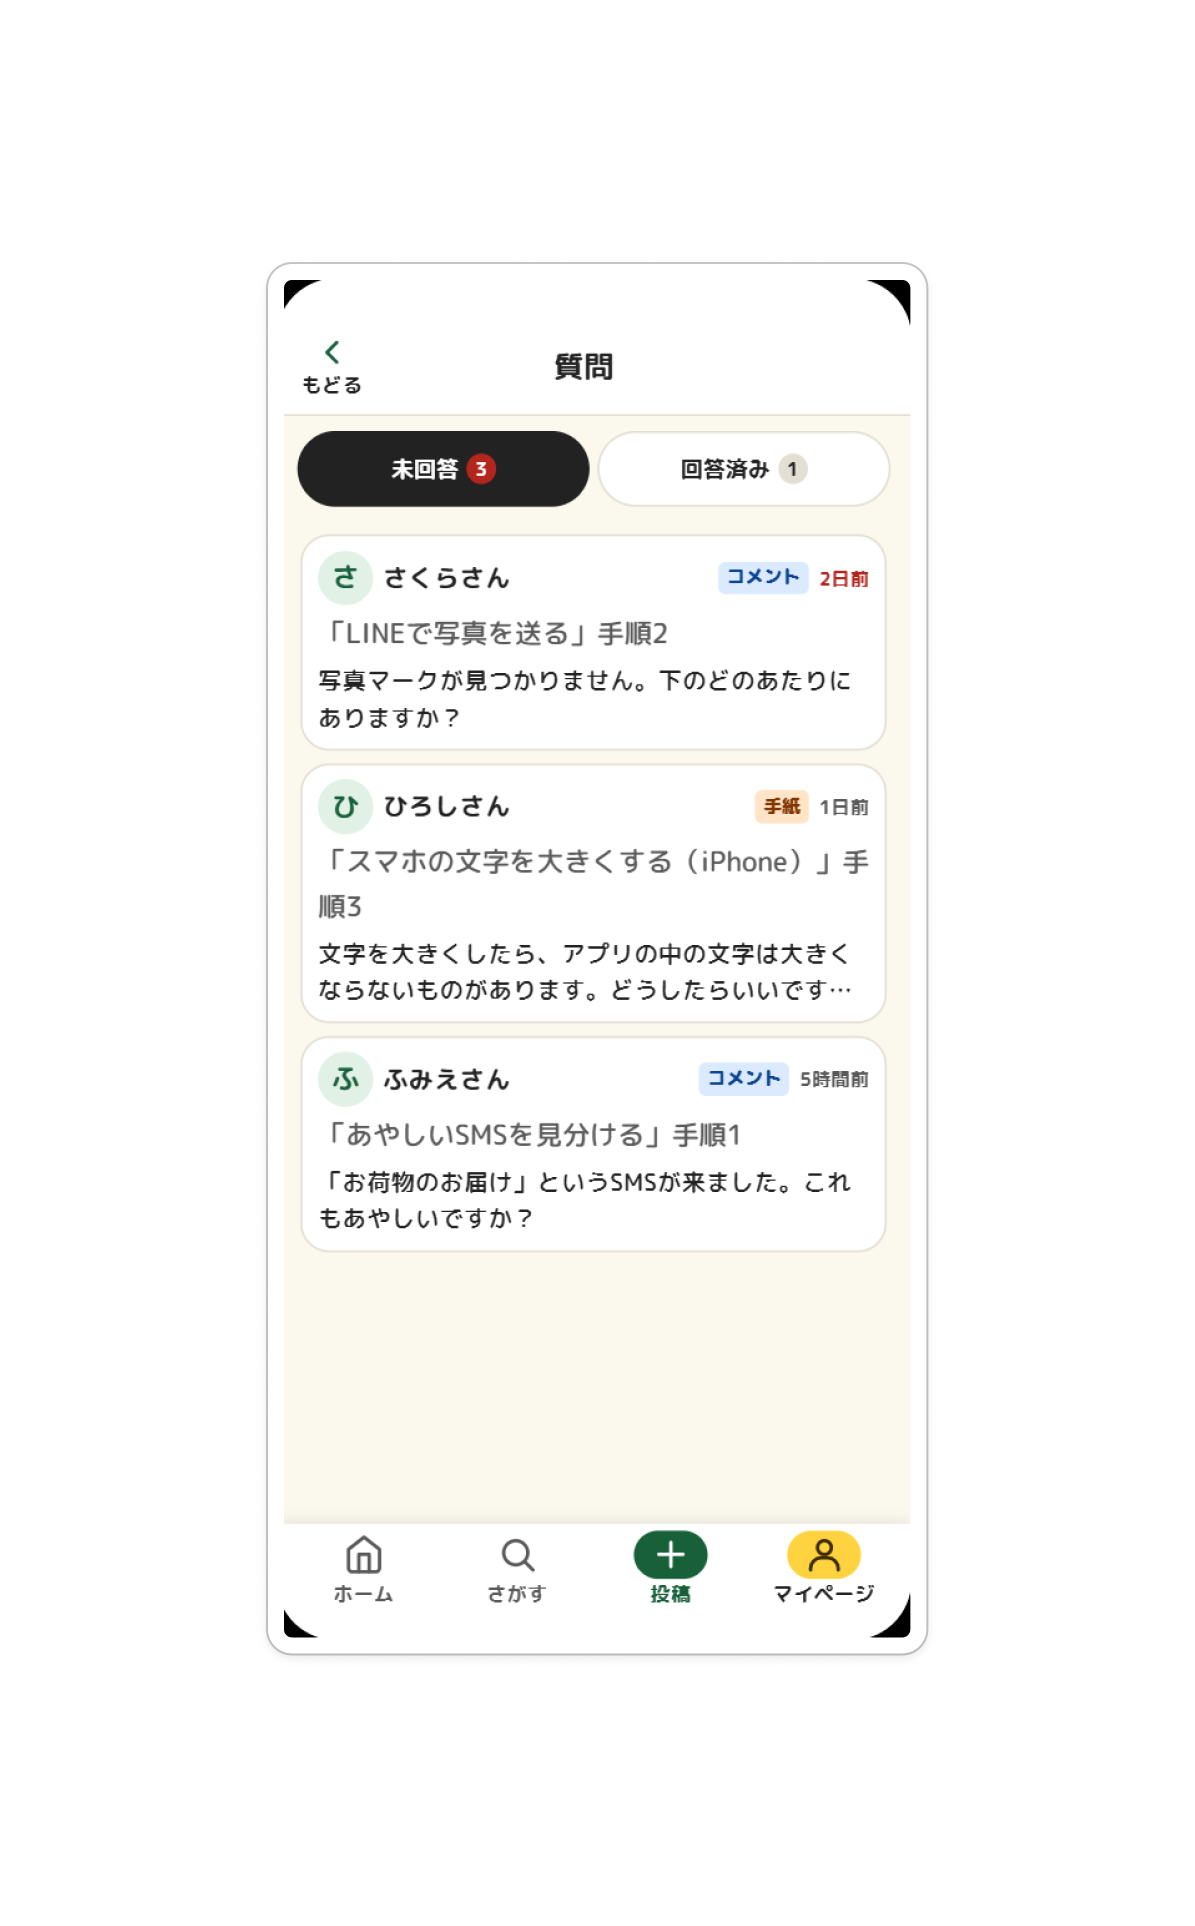 もどる
質問
未回答 3
回答済み 1
さ さくらさん コメント 2日前
「LINEで写真を送る」手順2
写真マークが見つかりません。下のどのあたりに
ありますか？
ひ ひろしさん 手紙 1日前
「スマホの文字を大きくする（iPhone）」手
順3
文字を大きくしたら、アプリの中の文字は大きく
ならないものがあります。どうしたらいいです…
ふ ふみえさん コメント 5時間前
「あやしいSMSを見分ける」手順1
「お荷物のお届け」というSMSが来ました。これ
もあやしいですか？
ホーム さがす 投稿 マイページ